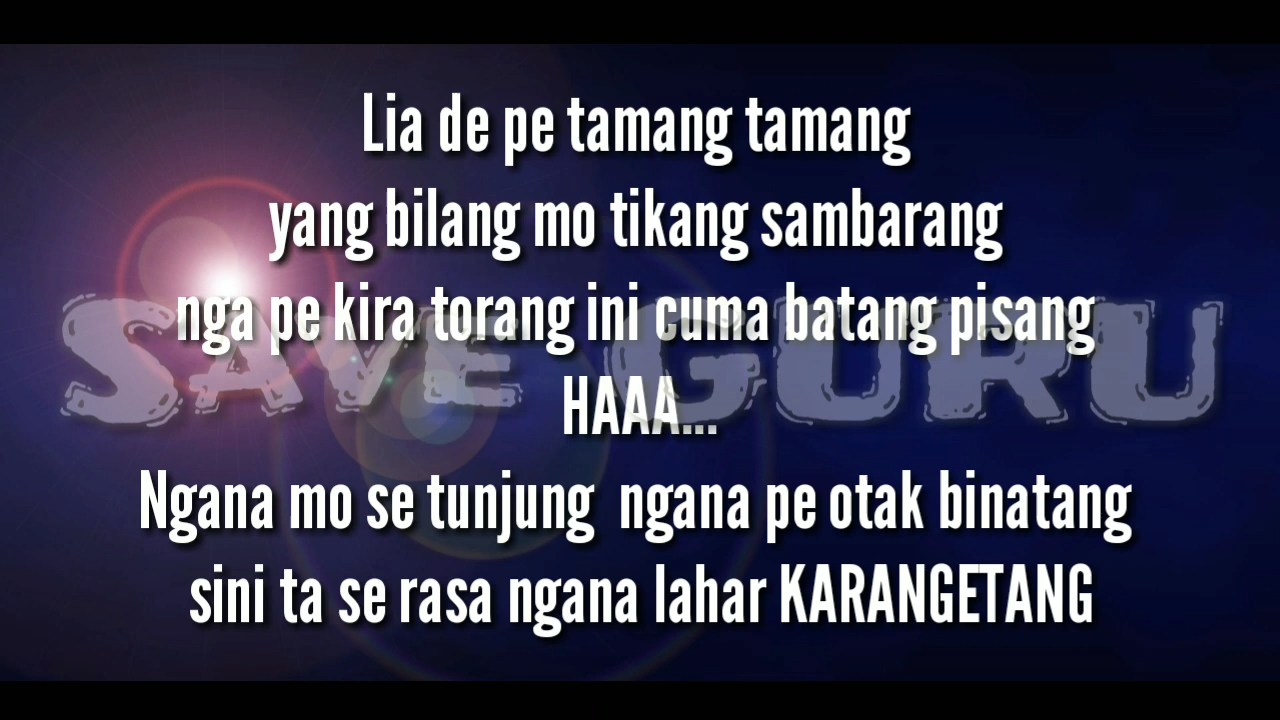 Lia de pe tamang tamang
yang bilang mo tikang sambarang
nga pe kira torang ini cuma batang pisang
SAVE GURU
HAAA...
Ngana mo se tunjung ngana pe otak binatang
sini ta se rasa ngana lahar KARANGETANG